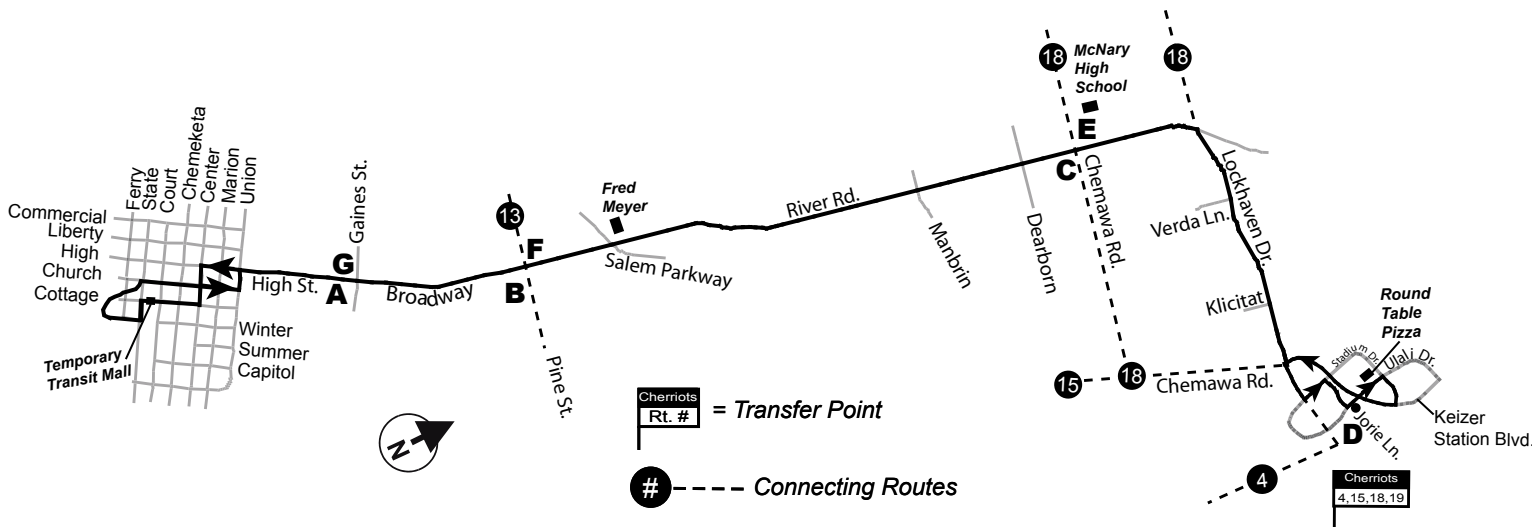 Ferry
State
Court
Chemeketa
Center
Marion
Union
Commercial
Liberty
High
Church
Cottage
Winter
Summer
Capitol
Temporary
Transit Mall
High St.
G
A
Gaines St.
Broadway
13
F
B
Pine St.
Fred
Meyer
Salem Parkway
River Rd.
Manbrin
Dearborn
18
McNary
High
School
E
C
Chemawa Rd.
18
Lockhaven Dr.
Verda Ln.
Klicitat
Round
Table
Pizza
Stadium Dr.
Ulali Dr.
15
18
Chemawa Rd.
Keizer
Station Blvd.
Jorie Ln.
D
4
Cherriots
4,15,18,19
N
Cherriots
Rt. #
= Transfer Point
#
Connecting Routes